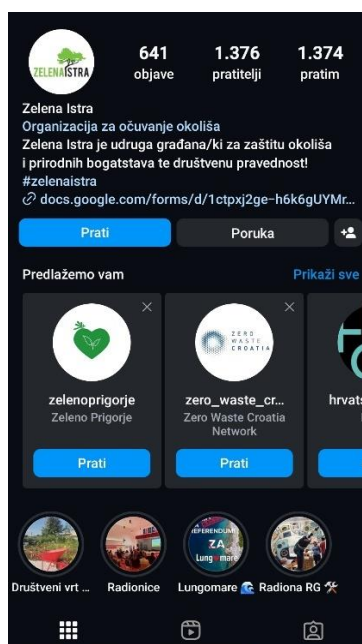 ZELENA ISTRA
641
objave
1.376
pratitelji
1.374
pratim
Zelena Istra
Organizacija za očuvanje okoliša
Zelena Istra je udruga građana/ki za zaštitu okoliša
i prirodnih bogatstava te društvenu pravednost!
#zelenaistra
docs.google.com/forms/d/1ctpxj2ge-h6k6gUYMr...
Prati
Poruka
Predlažemo vam
Prikaži sve
zelenoprigorje
Zeleno Prigorje
Prati
ZERO
WASTE
CROATIA
zero_waste_cr...
Zero Waste Croatia
Network
Prati
hrvats
REFERENDUM
ZA
Lungomare
Društveni vrt ...
Radionice
Lungomare 🌊
Radiona RG 🛠️